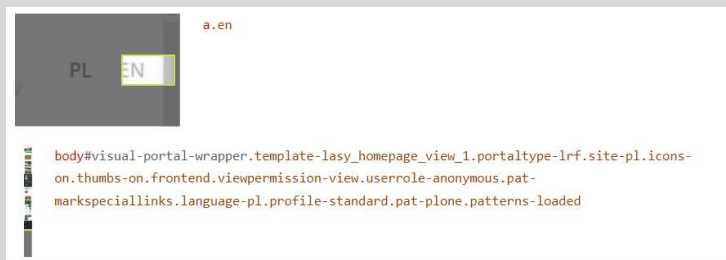 a.en
PL EN
body#visual-portal-wrapper.template-lasy_homepage_view_1.portaltype-lrf.site-pl.icons-
on.thumbs-on.frontend.viewpermission-view.userrole-anonymous.pat-
markspeciallinks.language-pl.profile-standard.pat-plone.patterns-loaded